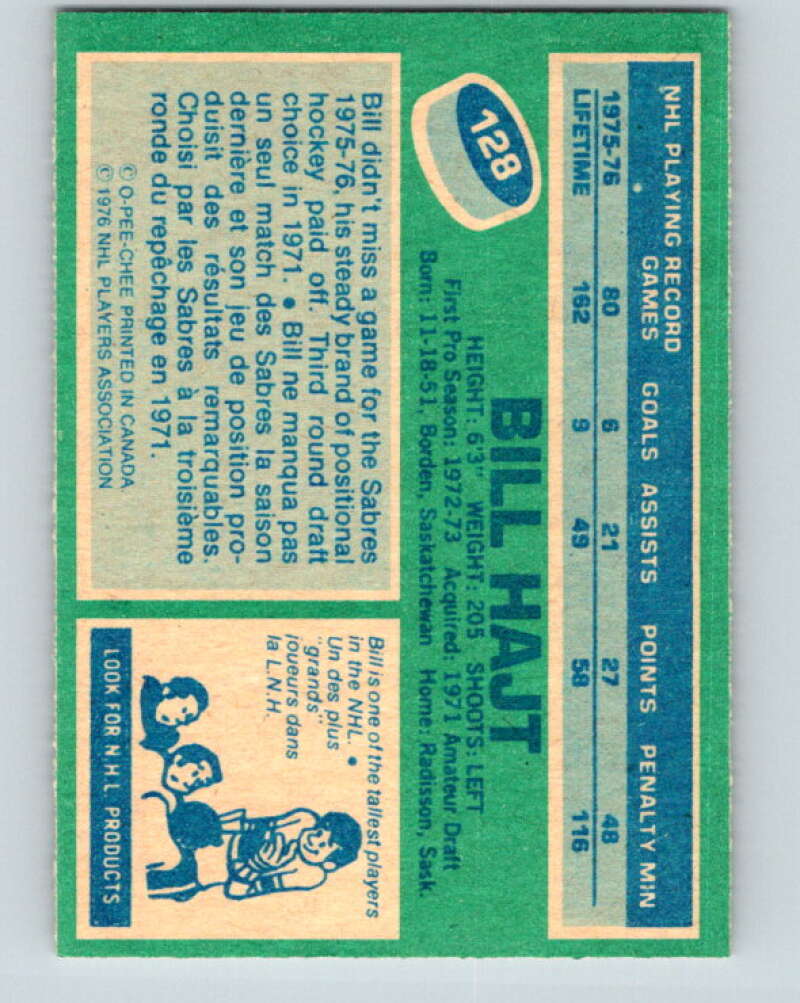 NHL PLAYING RECORD
GAMES GOALS ASSISTS POINTS PENALTY MIN
1975-76 80 6 21 27 48
LIFETIME 162 9 49 58 116
128
BILL HAJT
HEIGHT: 6'3" WEIGHT: 205 SHOOTS: LEFT
First Pro Season: 1972-73 Acquired: 1971 Amateur Draft
Born: 11-18-51, Borden, Saskatchewan Home: Radisson, Sask.
Bill didn't miss a game for the Sabres
1975-76, his steady brand of positional
hockey paid off. Third round draft
choice in 1971. • Bill ne manqua pas
un seul match des Sabres la saison
dernière et son jeu de position pro-
duisit des résultats remarquables.
Choisi par les Sabres à la troisième
ronde du repêchage en 1971.
© O-PEE-CHEE PRINTED IN CANADA.
© 1976 NHL PLAYERS ASSOCIATION
Bill is one of the tallest players
in the NHL. •
Un des plus
"grands"
joueurs dans
la L.N.H.
LOOK FOR N.H.L PRODUCTS